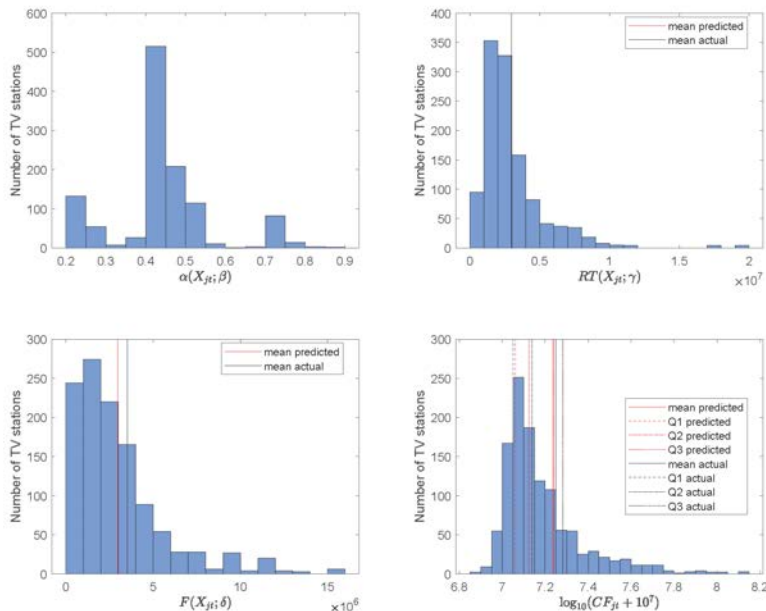 600
500
400
300
200
100
0
Number of TV stations
0.2 0.3 0.4 0.5 0.6 0.7 0.8 0.9
α(X_jt; β)
400
350
300
250
200
150
100
50
0
Number of TV stations
mean predicted
mean actual
0 0.5 1 1.5 2
×10^7
RT(X_jt; γ)
300
250
200
150
100
50
0
Number of TV stations
mean predicted
mean actual
0 5 10 15
×10^6
F(X_jt; δ)
300
250
200
150
100
50
0
Number of TV stations
mean predicted
Q1 predicted
Q2 predicted
Q3 predicted
mean actual
Q1 actual
Q2 actual
Q3 actual
6.8 7 7.2 7.4 7.6 7.8 8 8.2
log₁₀(CF_jt + 10^7)